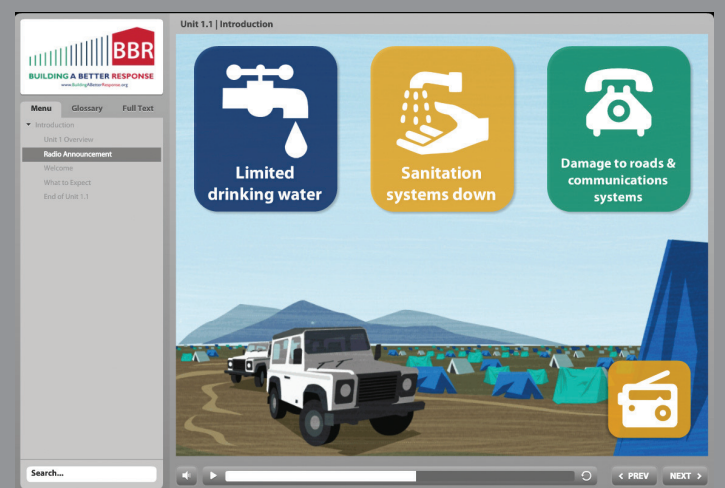 Unit 1.1 | Introduction
BBR
BUILDING A BETTER RESPONSE
www.BuildingABetterResponse.org
Menu
Glossary
Full Text
Introduction
Unit 1 Overview
Radio Announcement
Welcome
What to Expect
End of Unit 1.1
Search...
Limited
drinking water
Sanitation
systems down
Damage to roads &
communications
systems
< PREV
NEXT >